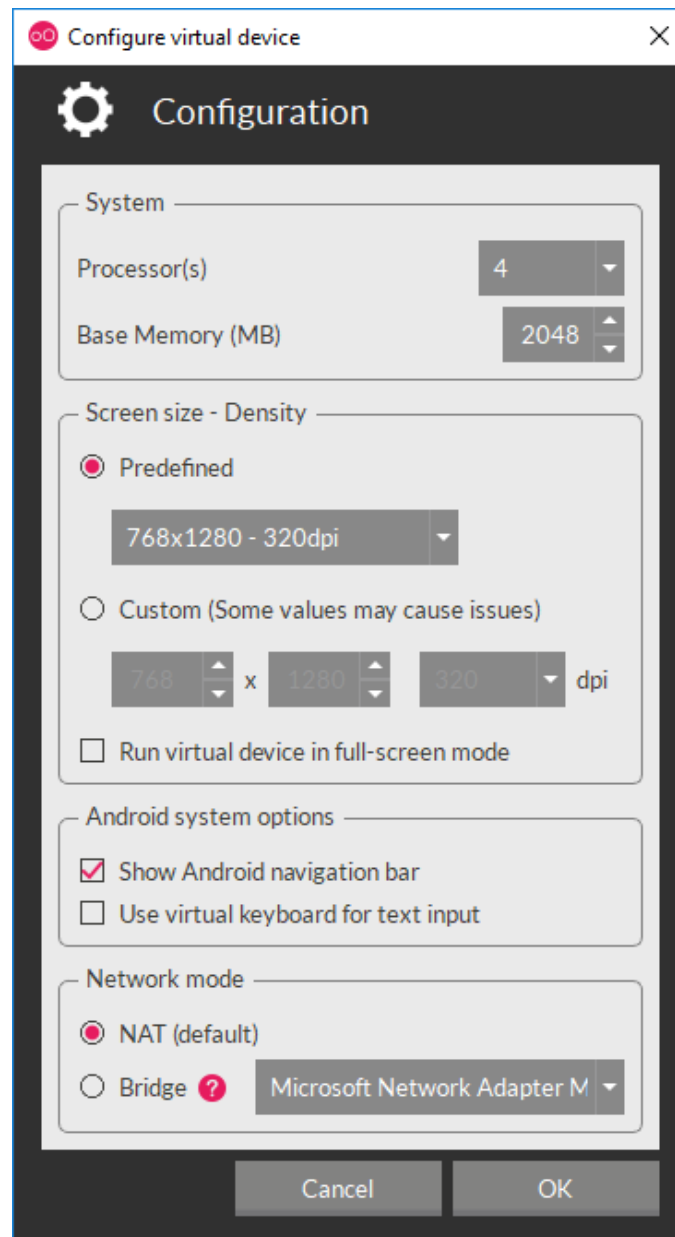 Configure virtual device
Configuration
System
Processor(s) 4
Base Memory (MB) 2048
Screen size - Density
Predefined
768x1280 - 320dpi
Custom (Some values may cause issues)
768 x 1280 320 dpi
Run virtual device in full-screen mode
Android system options
Show Android navigation bar
Use virtual keyboard for text input
Network mode
NAT (default)
Bridge ? Microsoft Network Adapter M
Cancel OK